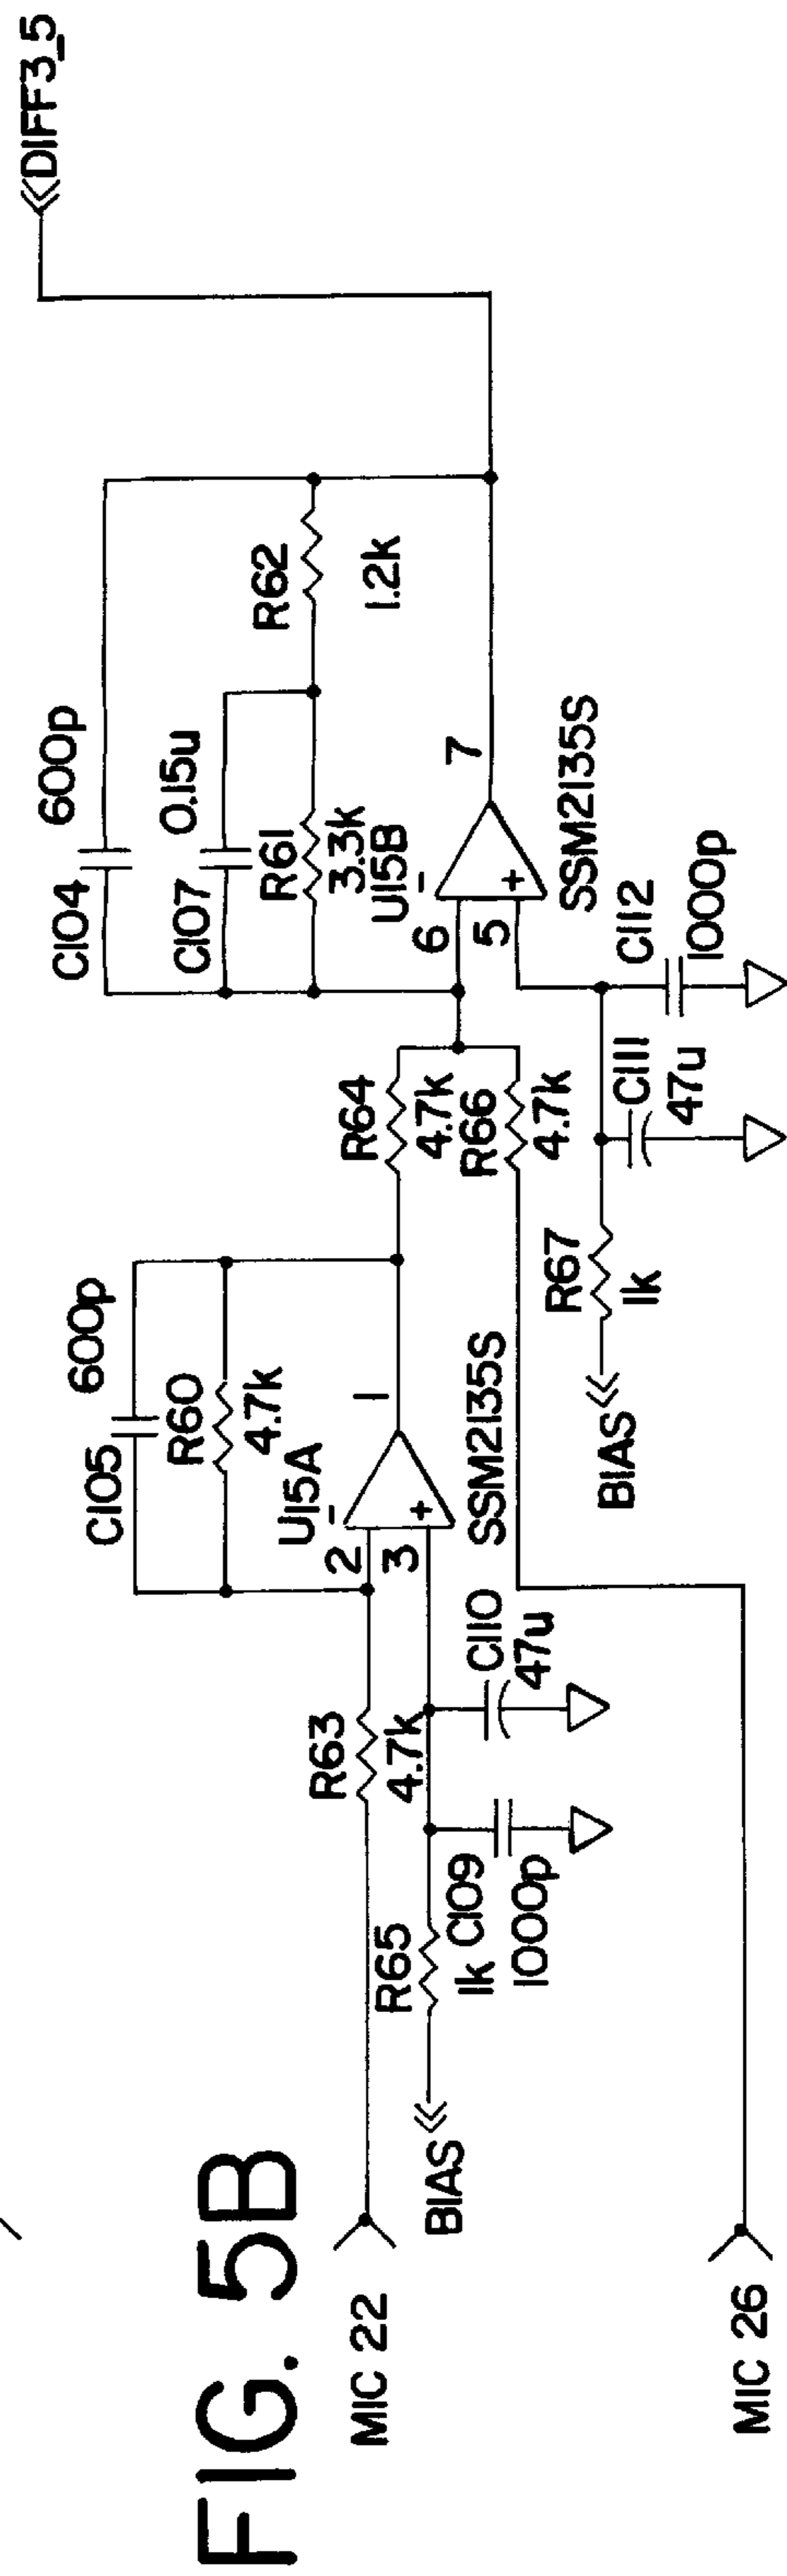 FIG. 5B
MIC 22
MIC 26
BIAS
R65
1k
C109
1000p
R63
4.7k
C110
47u
C105
600p
R60
4.7k
U15A
-
2
3
+
1
SSM2135S
BIAS
R67
1k
R64
4.7k
R66
4.7k
C111
47u
C112
1000p
C104
600p
C107
0.15u
R61
3.3k
U15B
-
6
5
+
7
SSM2135S
R62
1.2k
DIFF3_5